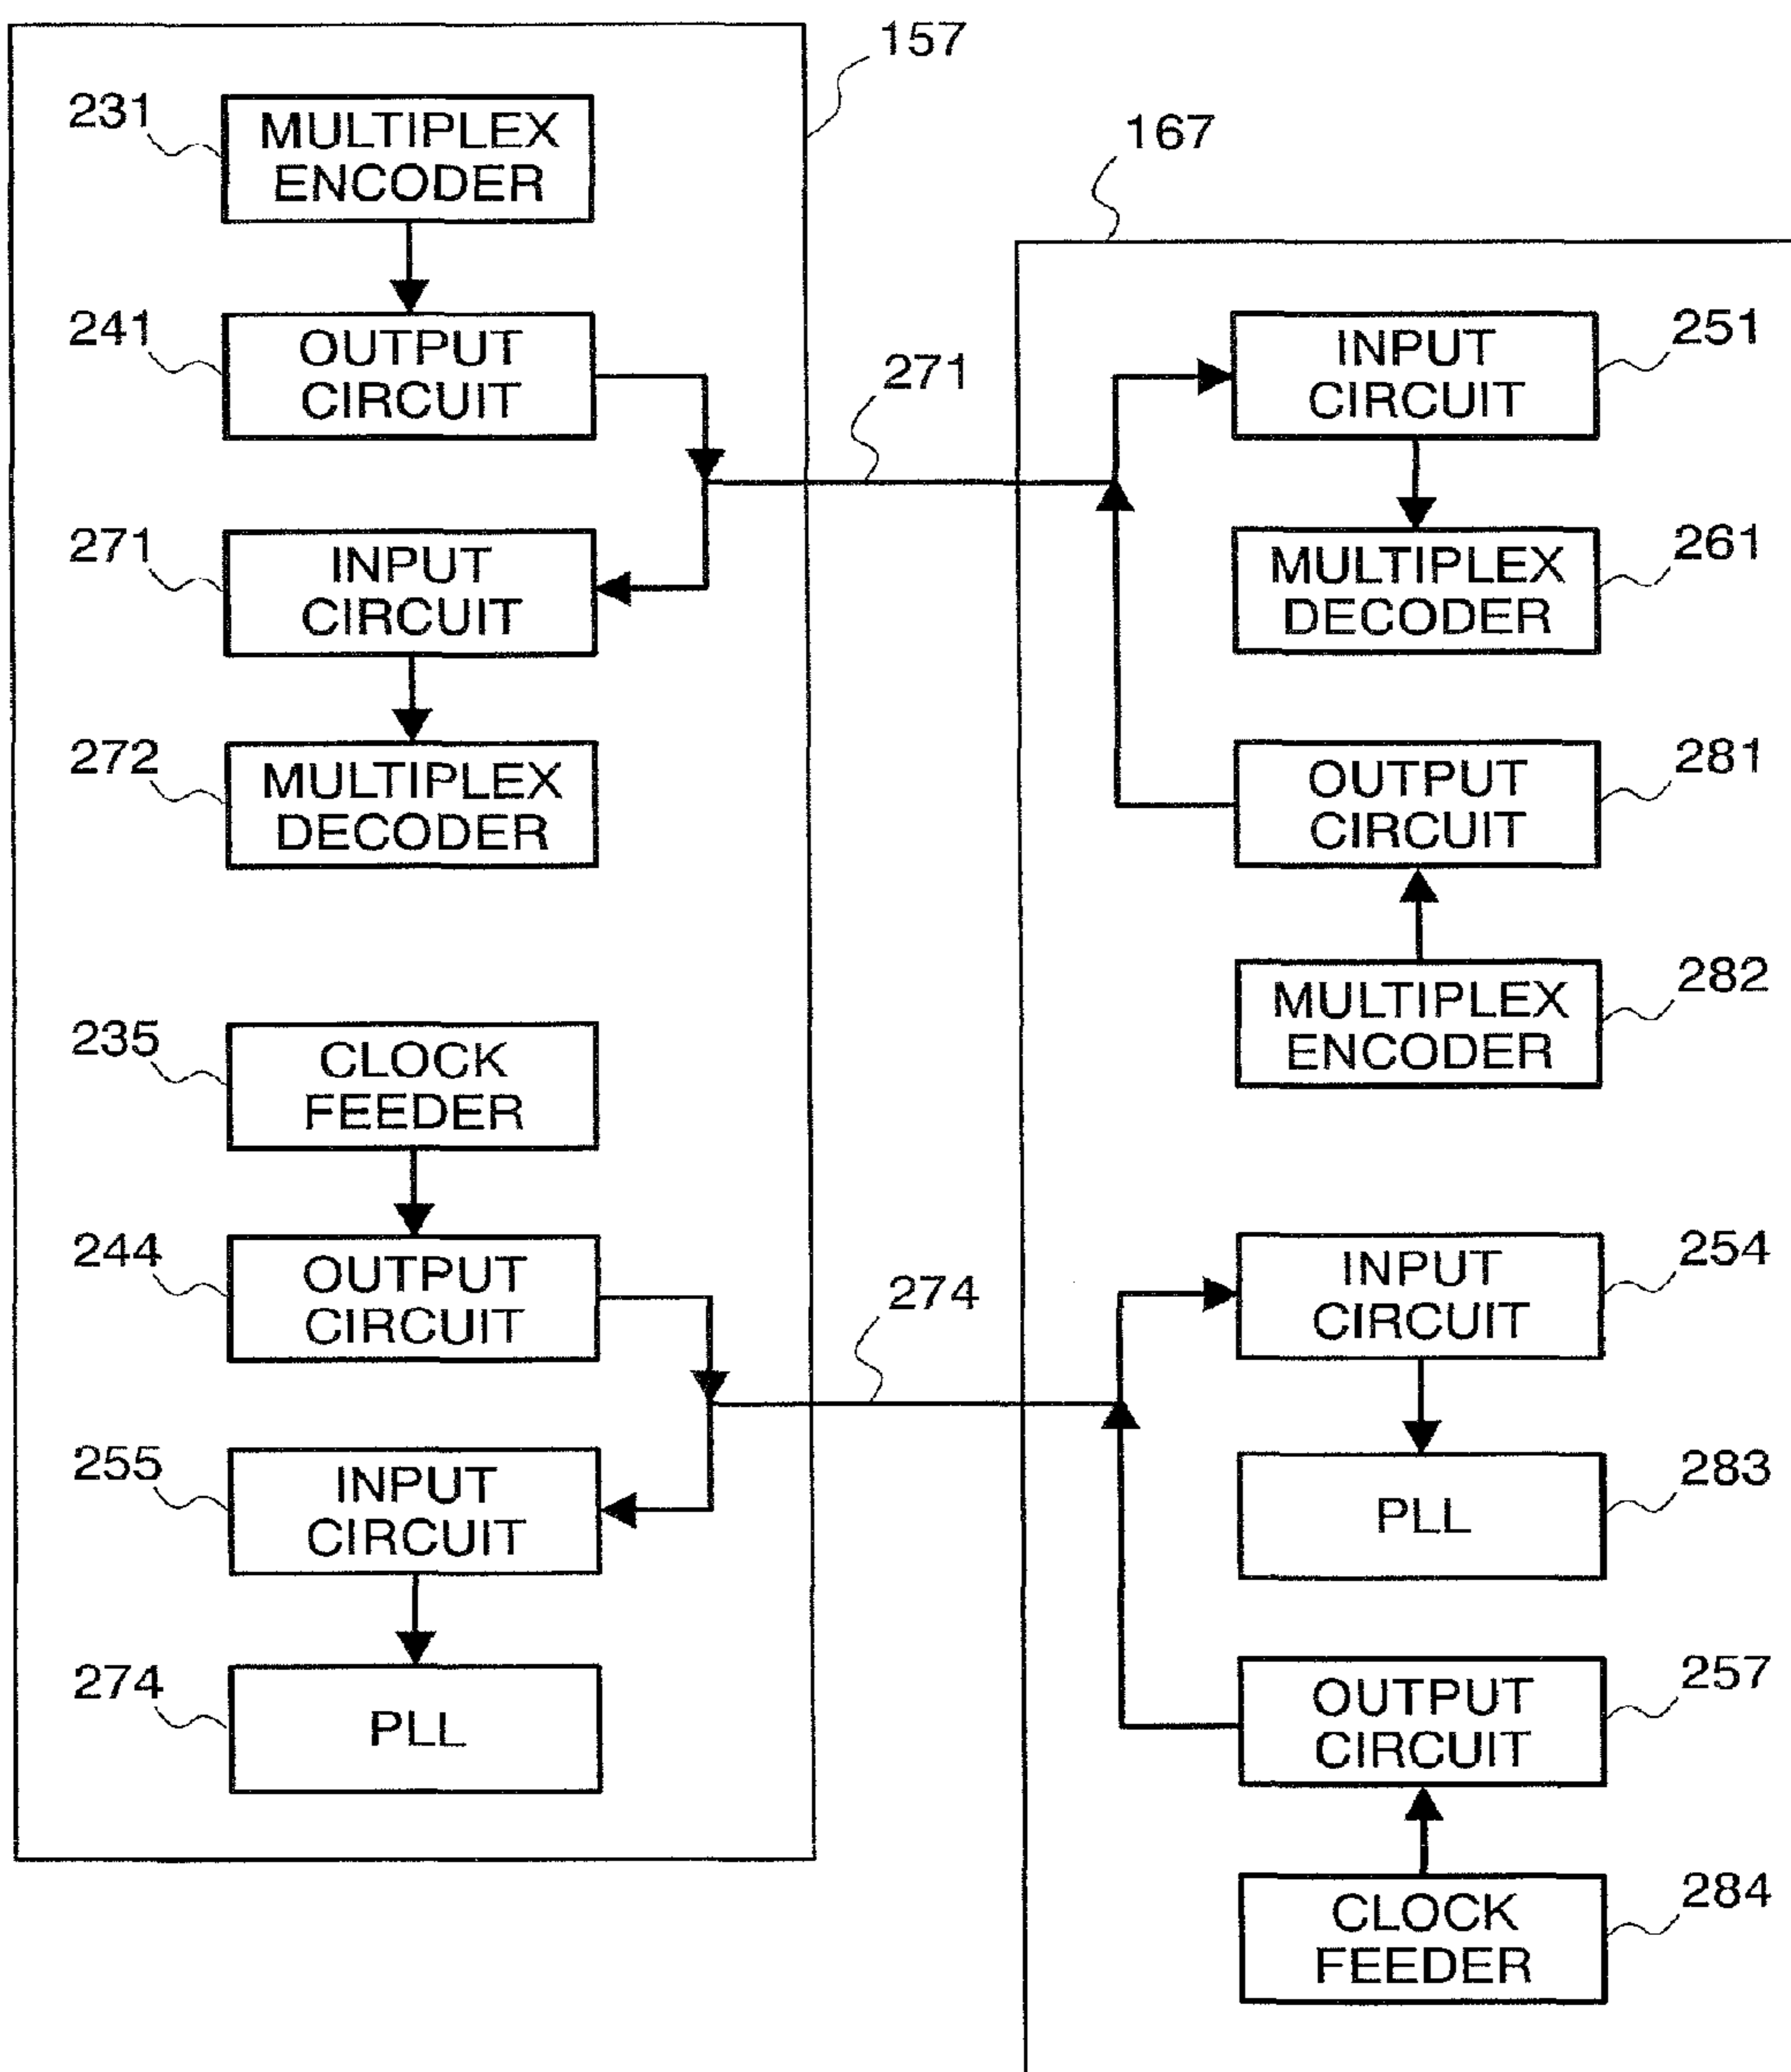 157
231
MULTIPLEX
ENCODER
241
OUTPUT
CIRCUIT
271
271
INPUT
CIRCUIT
272
MULTIPLEX
DECODER
235
CLOCK
FEEDER
244
OUTPUT
CIRCUIT
274
255
INPUT
CIRCUIT
274
PLL
167
INPUT
CIRCUIT
251
MULTIPLEX
DECODER
261
OUTPUT
CIRCUIT
281
MULTIPLEX
ENCODER
282
INPUT
CIRCUIT
254
PLL
283
OUTPUT
CIRCUIT
257
CLOCK
FEEDER
284